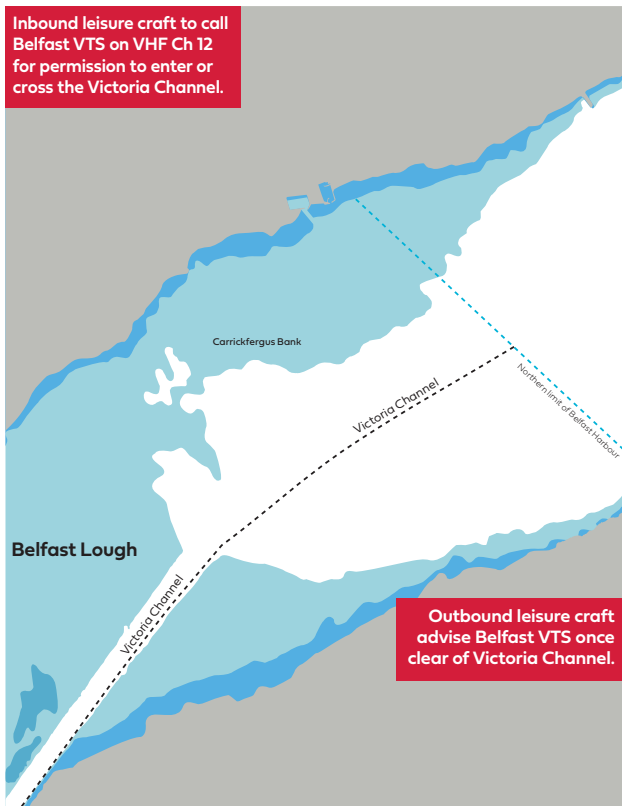 Inbound leisure craft to call
Belfast VTS on VHF Ch 12
for permission to enter or
cross the Victoria Channel.
Carrickfergus Bank
Victoria Channel
Northern limit of Belfast Harbour
Belfast Lough
Victoria Channel
Outbound leisure craft
advise Belfast VTS once
clear of Victoria Channel.